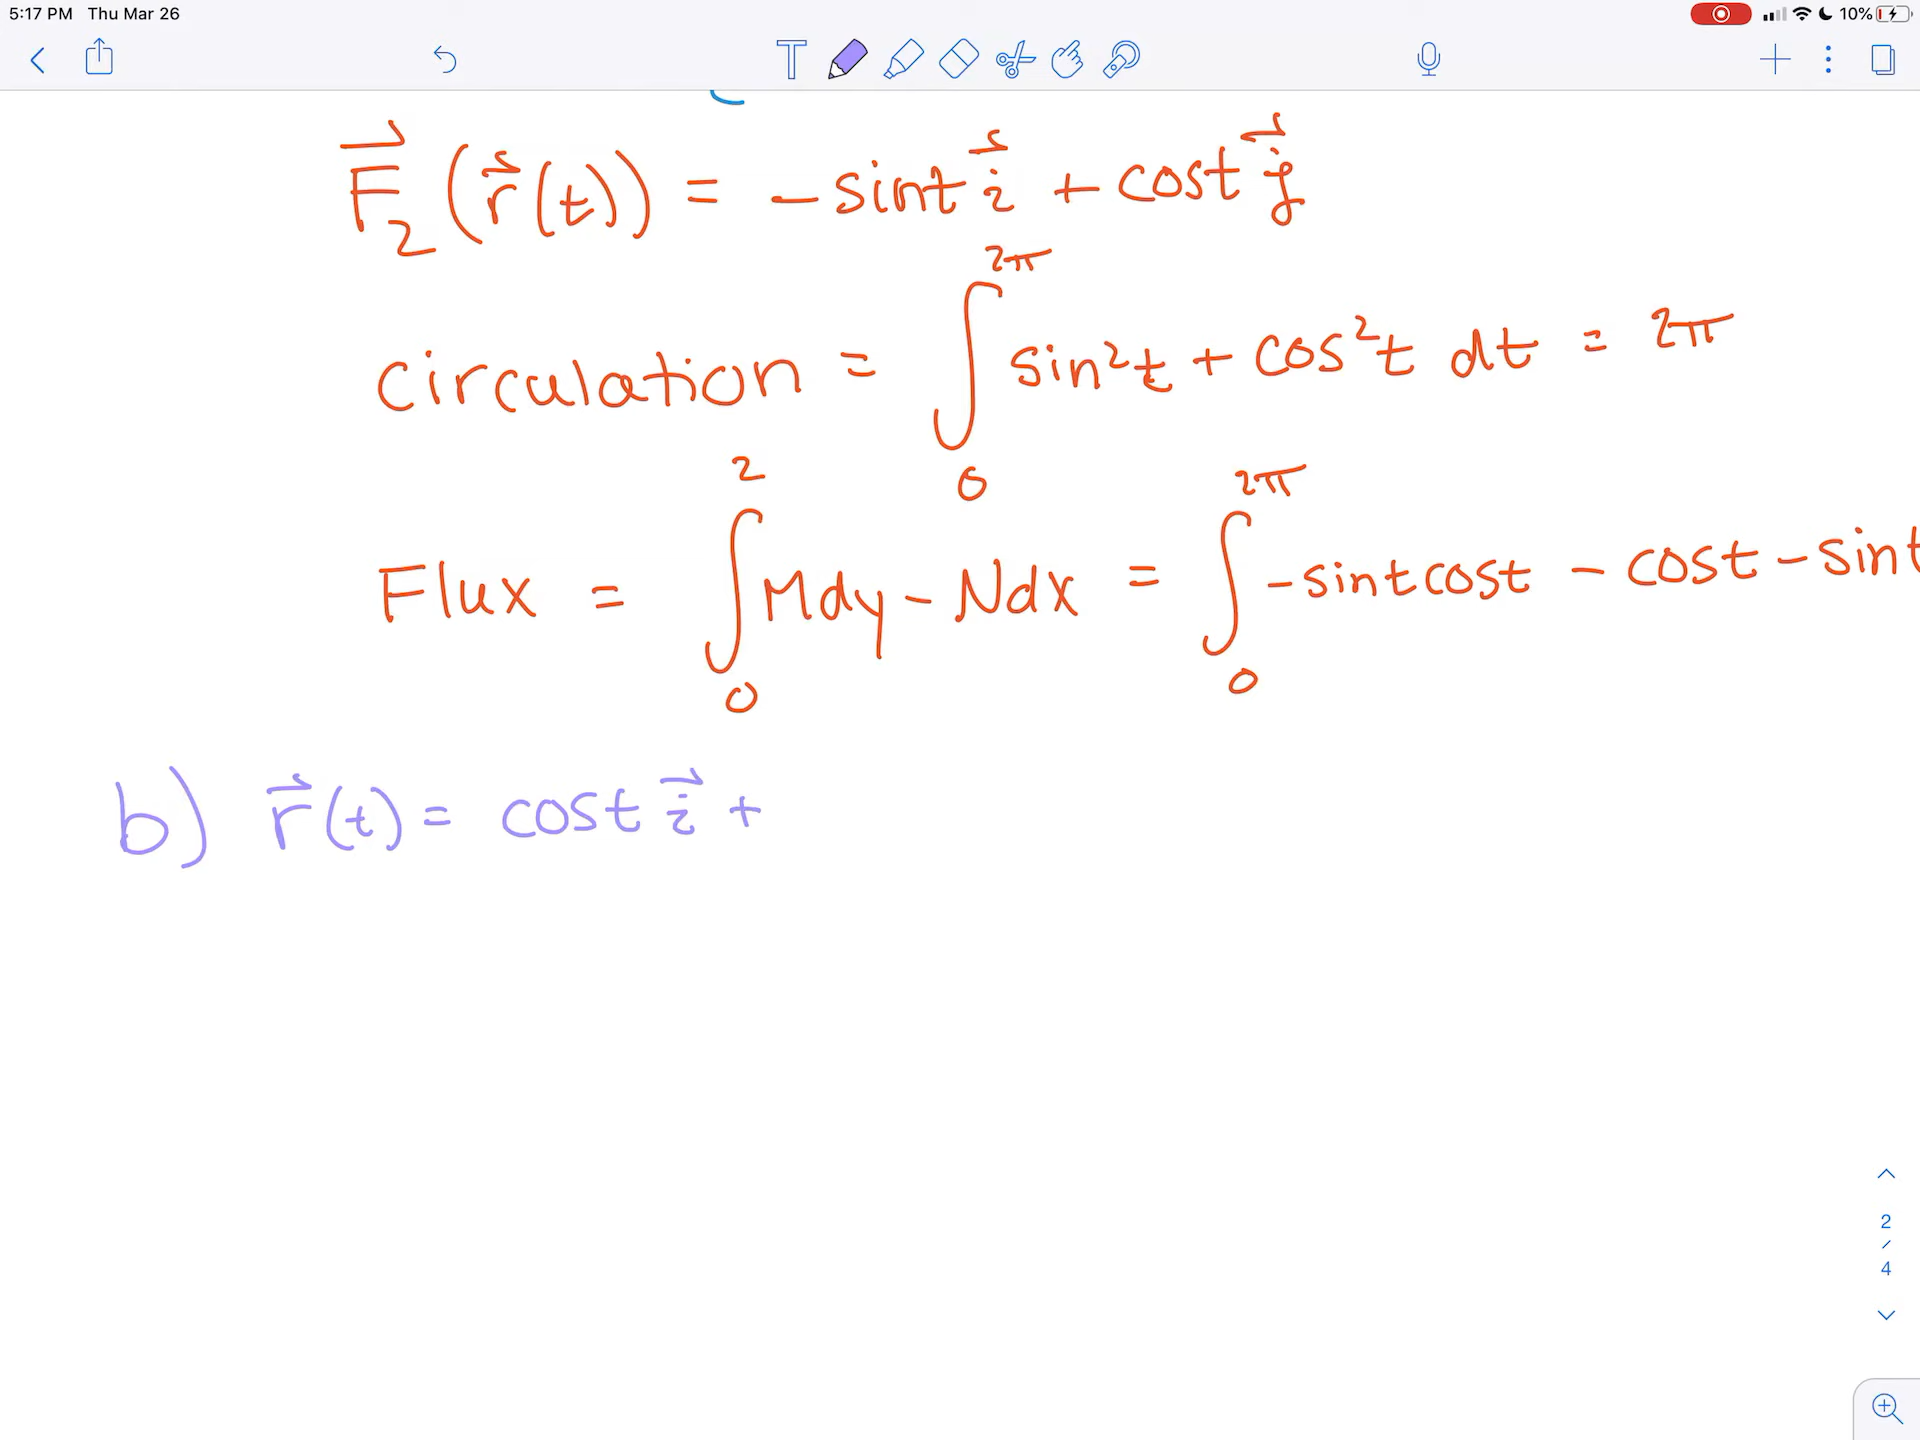 5:17 PM Thu Mar 26 10%
T
F⃗₂ (r⃗(t)) = -sint i⃗ + cost j⃗
circulation = ∫₀^2π sin²t + cos²t dt = 2π
Flux = ∫₀² Mdy - Ndx = ∫₀^2π -sintcost - cost - sint
b) r⃗(t) = cost i⃗ +
2
/
4